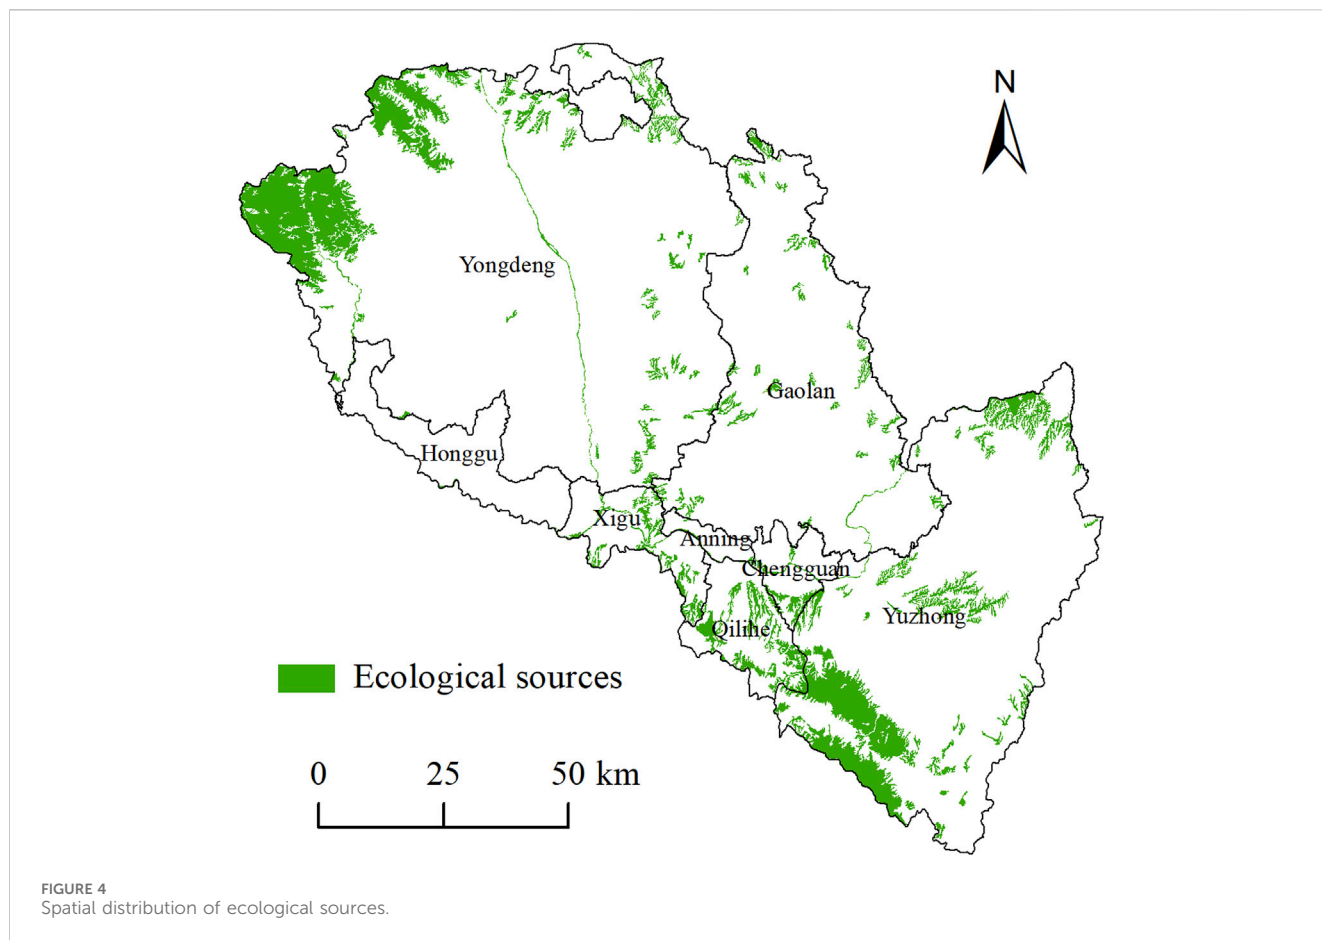 N
Yongdeng
Gaolan
Honggu
Xigu
Anning
Chengguan
Yuzhong
Qilihe
Ecological sources
0 25 50 km
FIGURE 4
Spatial distribution of ecological sources.